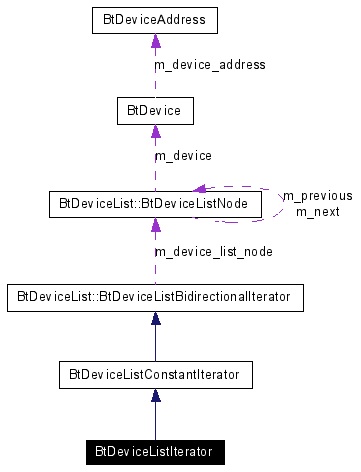 BtDeviceAddress
m_device_address
BtDevice
m_device
BtDeviceList::BtDeviceListNode
m_previous
m_next
m_device_list_node
BtDeviceList::BtDeviceListBidirectionalIterator
BtDeviceListConstantIterator
BtDeviceListIterator